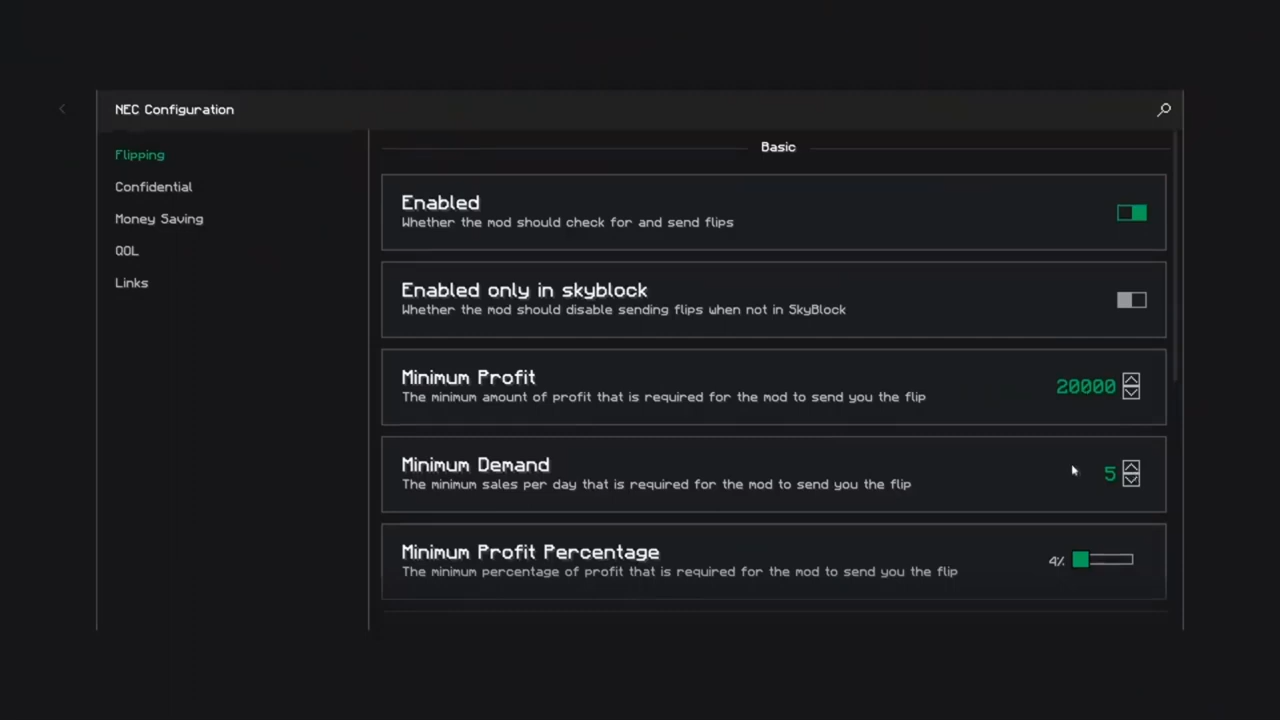 NEC Configuration
Flipping
Confidential
Money Saving
QOL
Links
Basic
Enabled
Whether the mod should check for and send flips
Enabled only in skyblock
Whether the mod should disable sending flips when not in SkyBlock
Minimum Profit
The minimum amount of profit that is required for the mod to send you the flip
20000
Minimum Demand
The minimum sales per day that is required for the mod to send you the flip
5
Minimum Profit Percentage
The minimum percentage of profit that is required for the mod to send you the flip
4%